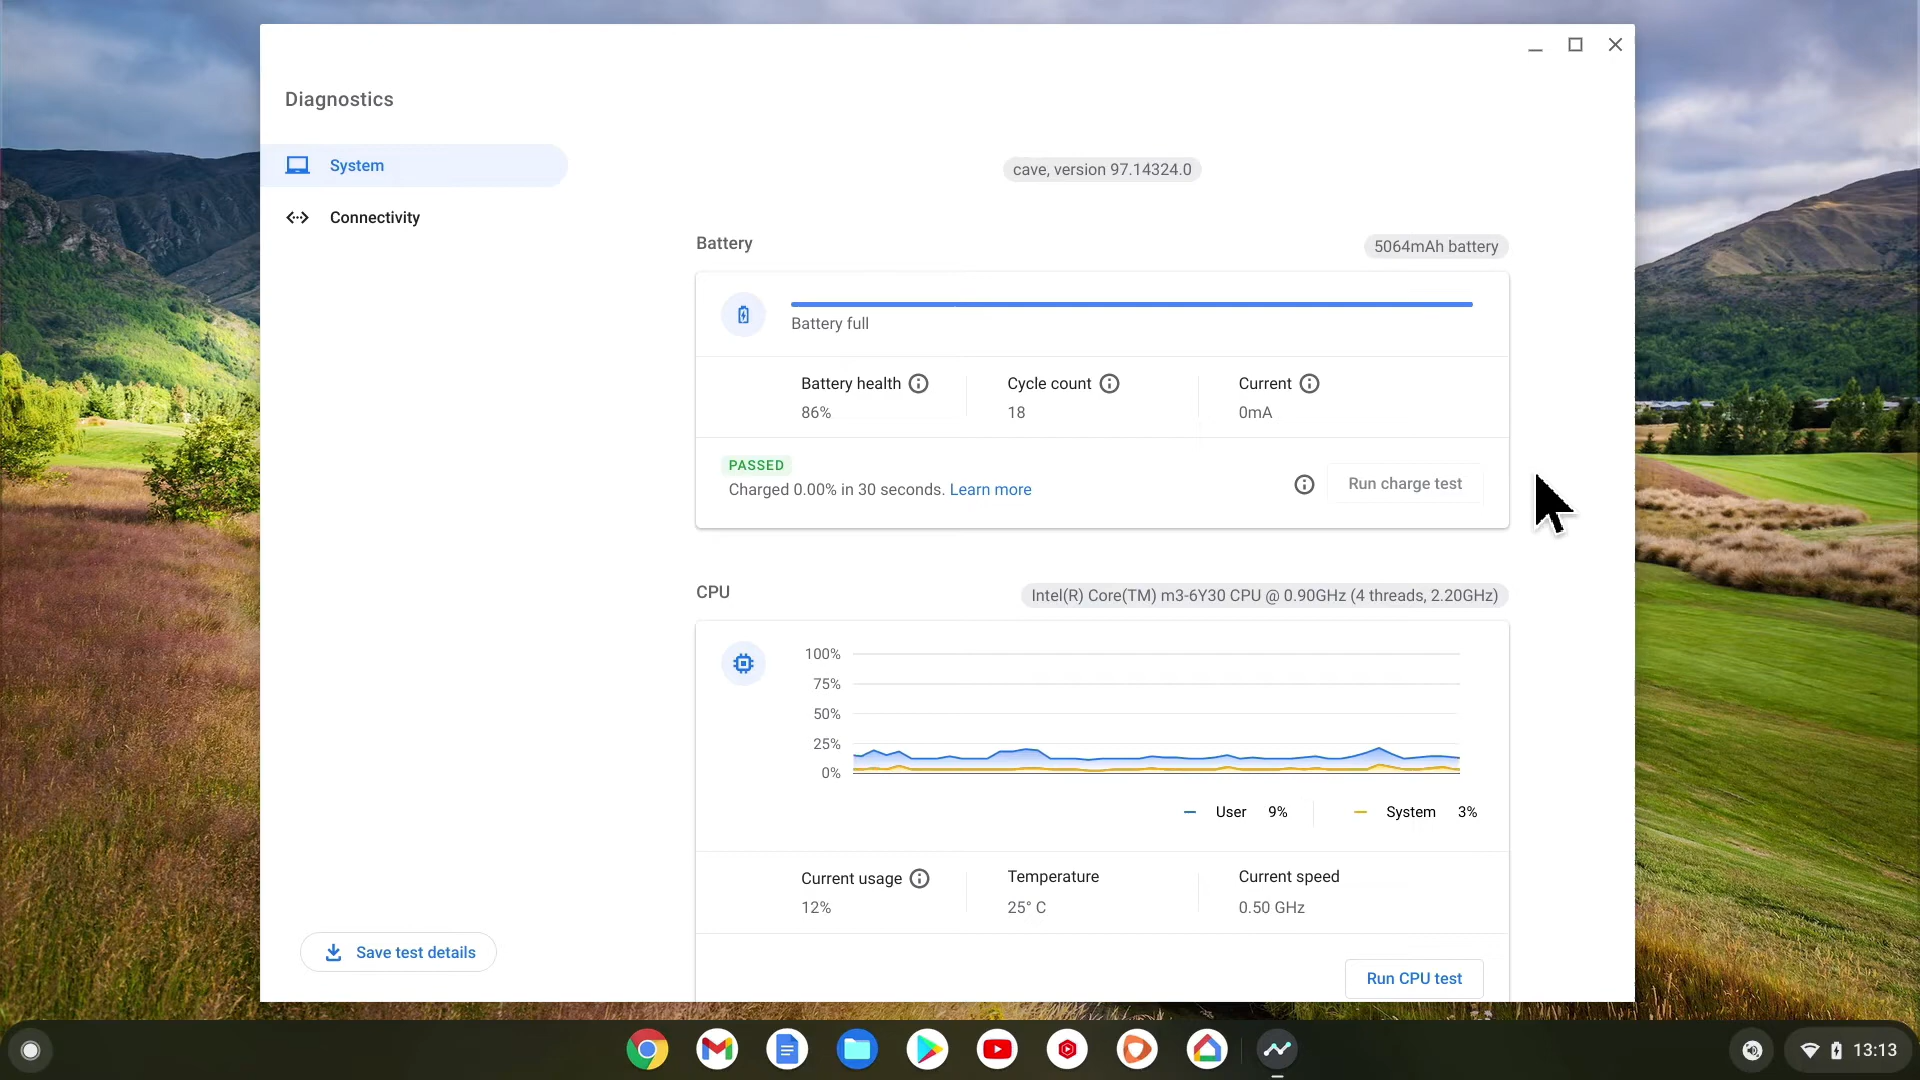 Diagnostics
System
Connectivity
cave, version 97.14324.0
Battery
5064mAh battery
Battery full
Battery health
Cycle count
Current
86%
18
0mA
PASSED
Charged 0.00% in 30 seconds. Learn more
Run charge test
CPU
Intel(R) Core(TM) m3-6Y30 CPU @ 0.90GHz (4 threads, 2.20GHz)
100%
75%
50%
25%
0%
User 9%
System 3%
Current usage
Temperature
Current speed
12%
25° C
0.50 GHz
Save test details
Run CPU test
13:13